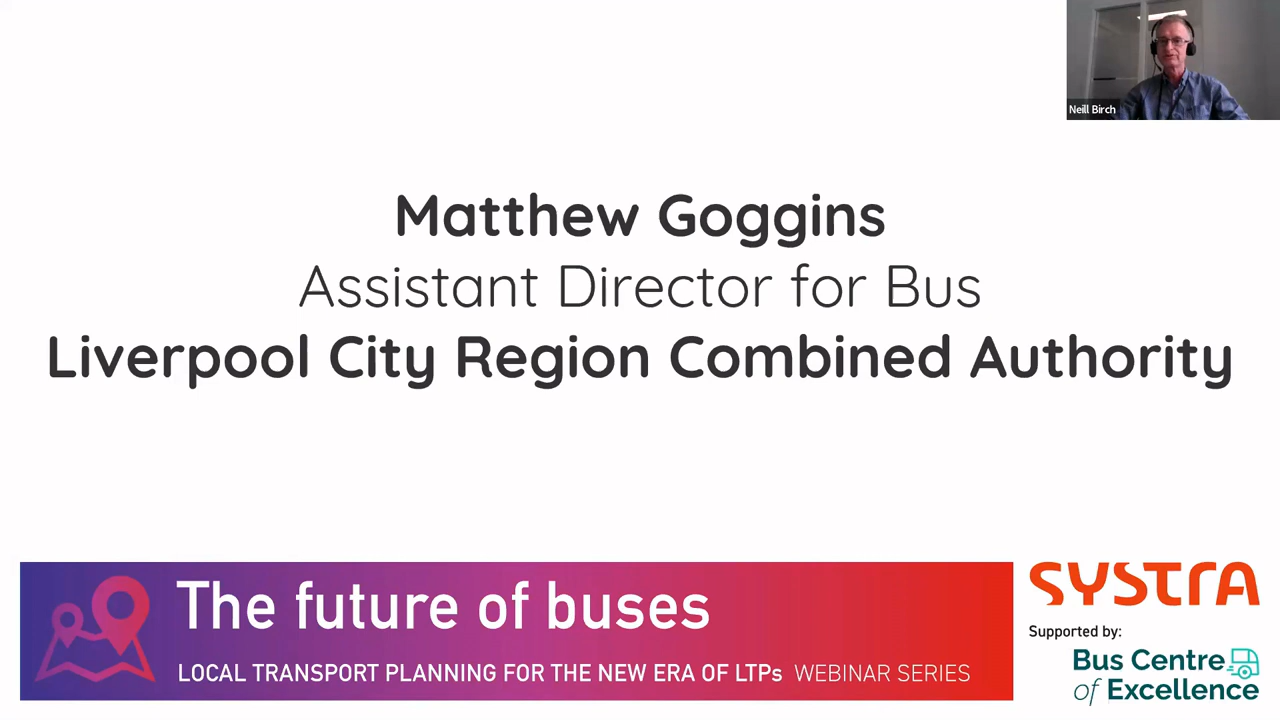 Neill Birch
Matthew Goggins
Assistant Director for Bus
Liverpool City Region Combined Authority
The future of buses
LOCAL TRANSPORT PLANNING FOR THE NEW ERA OF LTPs WEBINAR SERIES
SYSTRA
Supported by:
Bus Centre
of Excellence